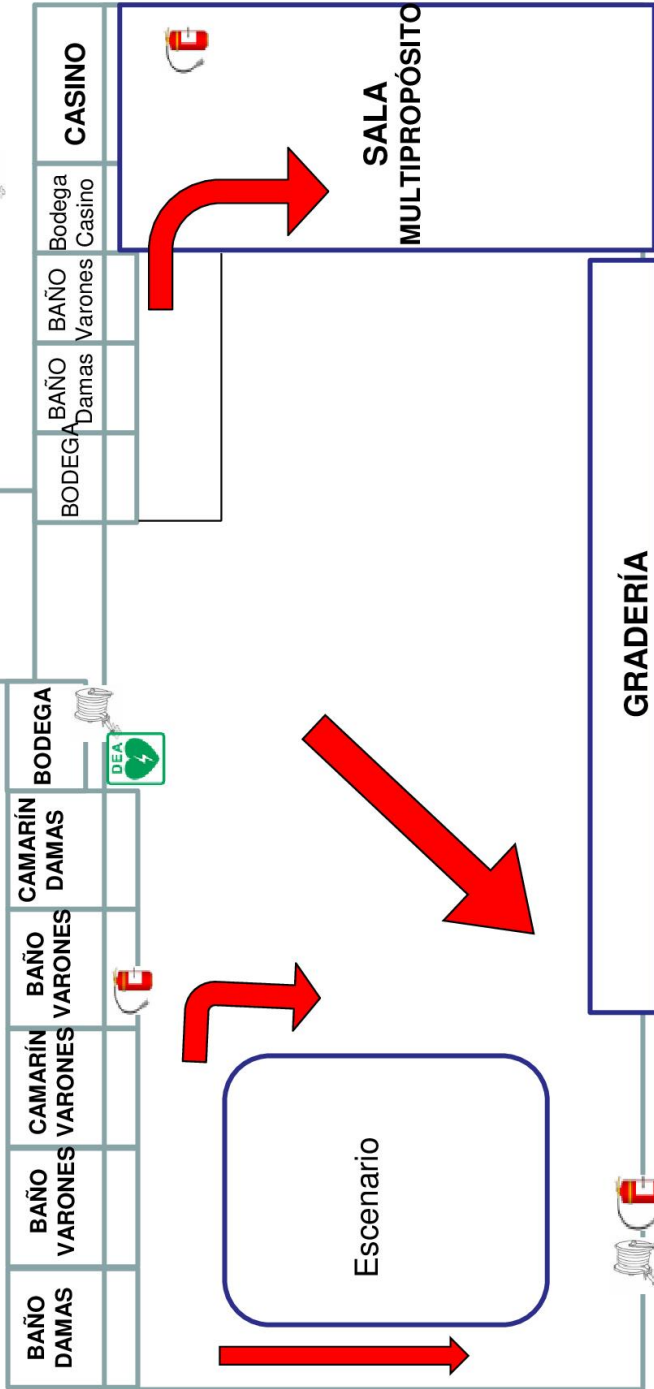 BAÑO
DAMAS
BAÑO
VARONES
CAMARÍN
VARONES
BAÑO
VARONES
CAMARÍN
DAMAS
BODEGA
BODEGA
BAÑO
Damas
BAÑO
Varones
Bodega
Casino
CASINO
DEA
SALA
MULTIPROPÓSITO
Escenario
GRADERÍA